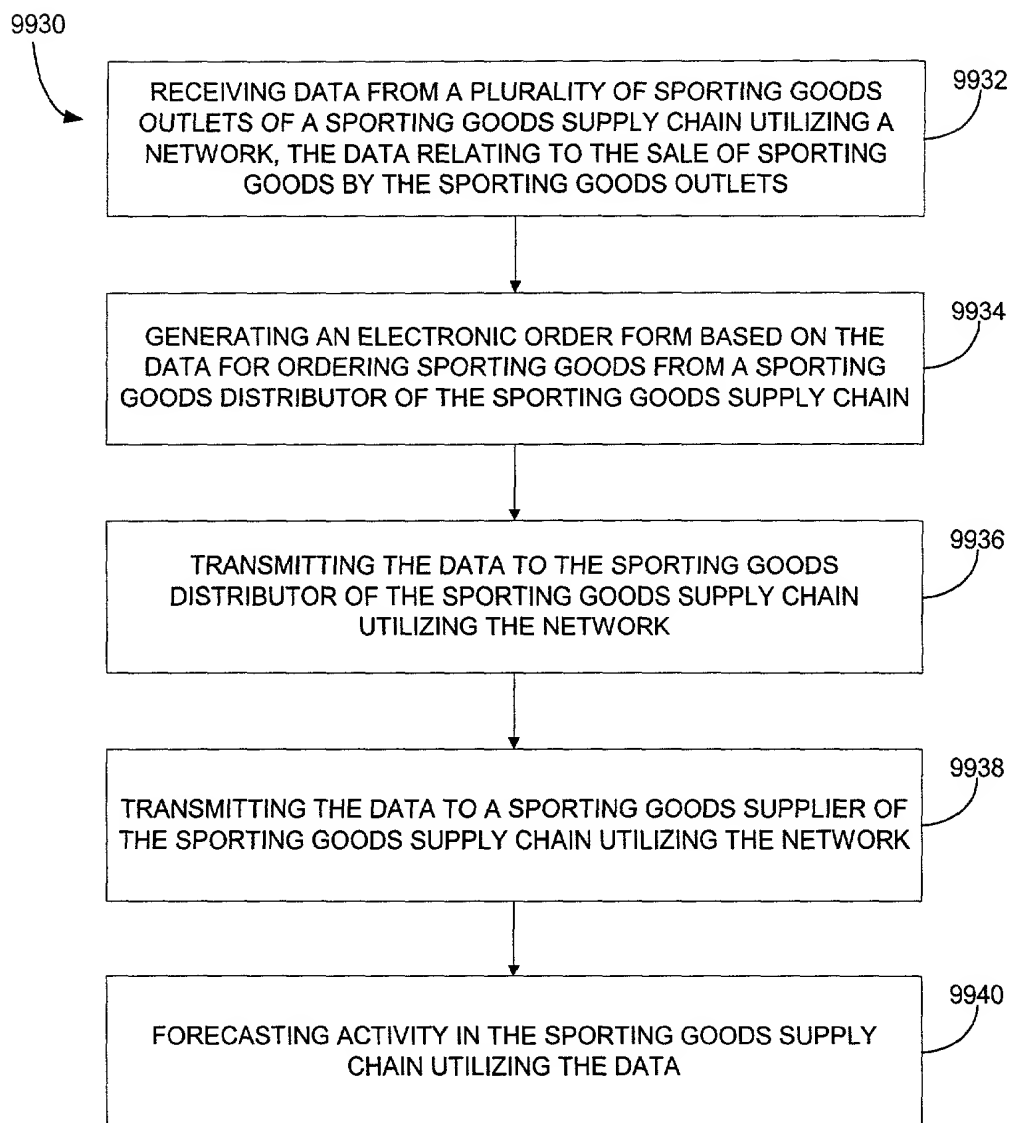 9930
RECEIVING DATA FROM A PLURALITY OF SPORTING GOODS
OUTLETS OF A SPORTING GOODS SUPPLY CHAIN UTILIZING A
NETWORK, THE DATA RELATING TO THE SALE OF SPORTING
GOODS BY THE SPORTING GOODS OUTLETS
9932
GENERATING AN ELECTRONIC ORDER FORM BASED ON THE
DATA FOR ORDERING SPORTING GOODS FROM A SPORTING
GOODS DISTRIBUTOR OF THE SPORTING GOODS SUPPLY CHAIN
9934
TRANSMITTING THE DATA TO THE SPORTING GOODS
DISTRIBUTOR OF THE SPORTING GOODS SUPPLY CHAIN
UTILIZING THE NETWORK
9936
TRANSMITTING THE DATA TO A SPORTING GOODS SUPPLIER OF
THE SPORTING GOODS SUPPLY CHAIN UTILIZING THE NETWORK
9938
FORECASTING ACTIVITY IN THE SPORTING GOODS SUPPLY
CHAIN UTILIZING THE DATA
9940